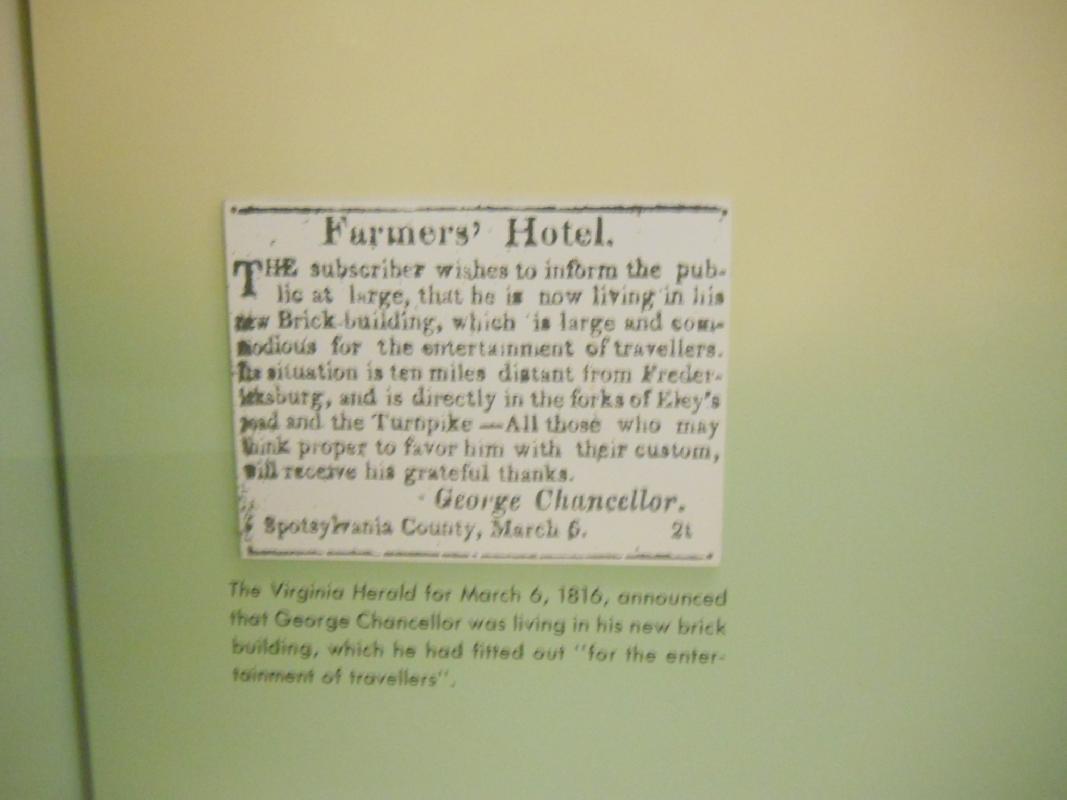 Farmers' Hotel.
THE subscriber wishes to inform the pub-
lic at large, that he is now living in his
new Brick building, which is large and com-
modious for the entertainment of travellers.
Its situation is ten miles distant from Freder-
icksburg, and is directly in the forks of Eley's
road and the Turnpike —All those who may
think proper to favor him with their custom,
will receive his grateful thanks.
George Chancellor.
Spotsylvania County, March 6. 2t
The Virginia Herald for March 6, 1816, announced
that George Chancellor was living in his new brick
building, which he had fitted out "for the enter-
tainment of travellers".